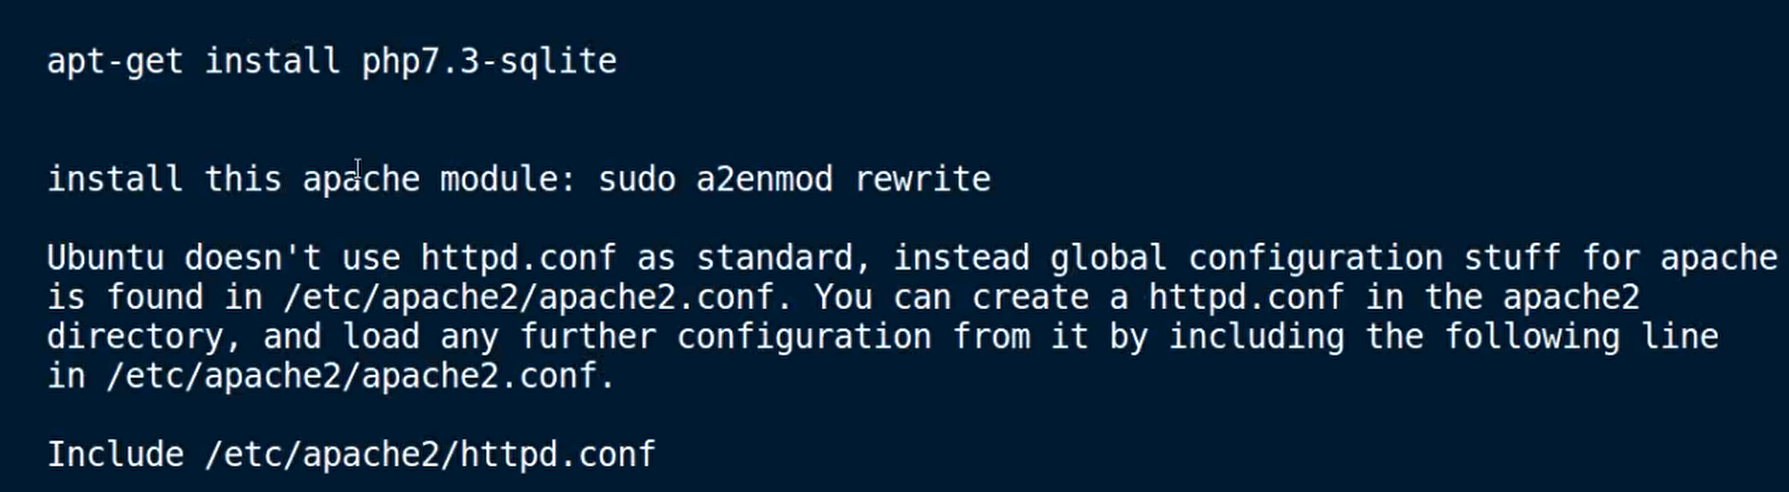 apt-get install php7.3-sqlite
install this apache module: sudo a2enmod rewrite
Ubuntu doesn't use httpd.conf as standard, instead global configuration stuff for apache
is found in /etc/apache2/apache2.conf. You can create a httpd.conf in the apache2
directory, and load any further configuration from it by including the following line
in /etc/apache2/apache2.conf.
Include /etc/apache2/httpd.conf